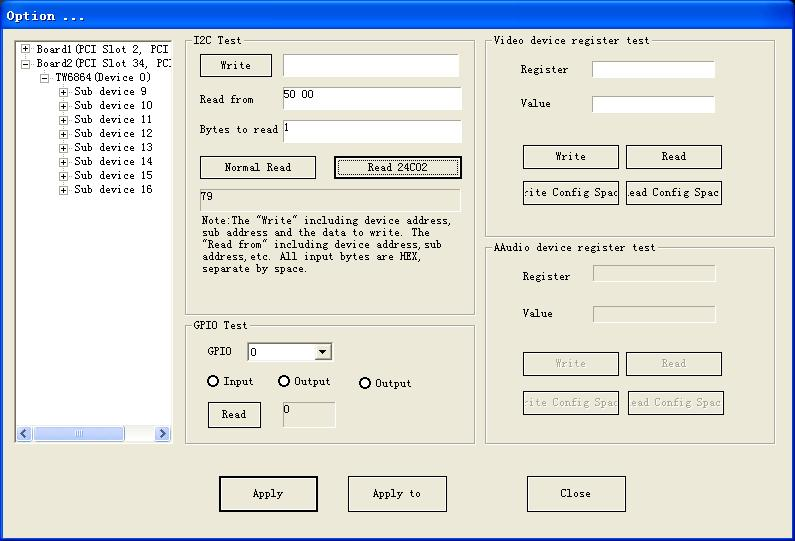 Option ...
Board1(PCI Slot 2, PCI
Board2(PCI Slot 34, PC
TW6864(Device 0)
Sub device 9
Sub device 10
Sub device 11
Sub device 12
Sub device 13
Sub device 14
Sub device 15
Sub device 16
I2C Test
Write
Read from
50 00
Bytes to read
1
Normal Read
Read 24C02
79
Note:The "Write" including device address,
sub address and the data to write. The
"Read from" including device address,sub
address,etc. All input bytes are HEX,
separate by space.
GPIO Test
GPIO
0
Input
Output
Output
Read
0
Video device register test
Register
Value
Write
Read
rite Config Spac
ead Config Spac
AAudio device register test
Register
Value
Write
Read
rite Config Spac
ead Config Spac
Apply
Apply to
Close